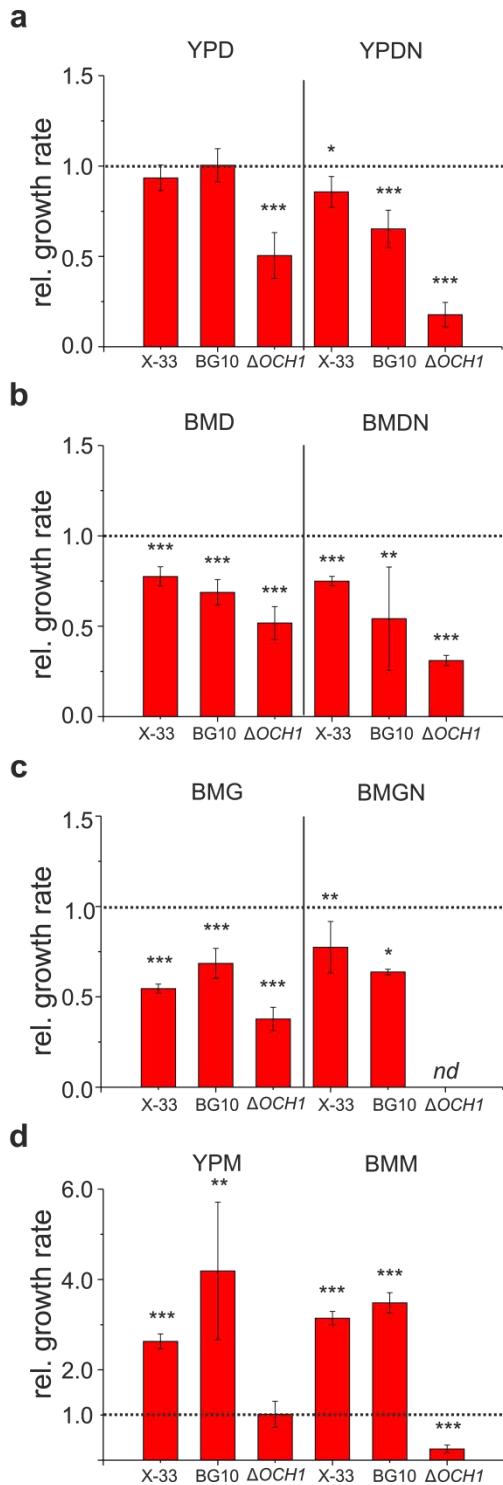 a
YPD YPDN
rel. growth rate
1.5
1.0
0.5
0.0
*** * *** ***
X-33 BG10 ΔOCH1 X-33 BG10 ΔOCH1
b
BMD BMDN
rel. growth rate
1.5
1.0
0.5
0.0
*** *** *** *** ** ***
X-33 BG10 ΔOCH1 X-33 BG10 ΔOCH1
c
BMG BMGN
rel. growth rate
1.5
1.0
0.5
0.0
*** *** *** ** * nd
X-33 BG10 ΔOCH1 X-33 BG10 ΔOCH1
d
YPM BMM
rel. growth rate
6.0
4.0
2.0
1.0
*** ** *** *** ***
X-33 BG10 ΔOCH1 X-33 BG10 ΔOCH1